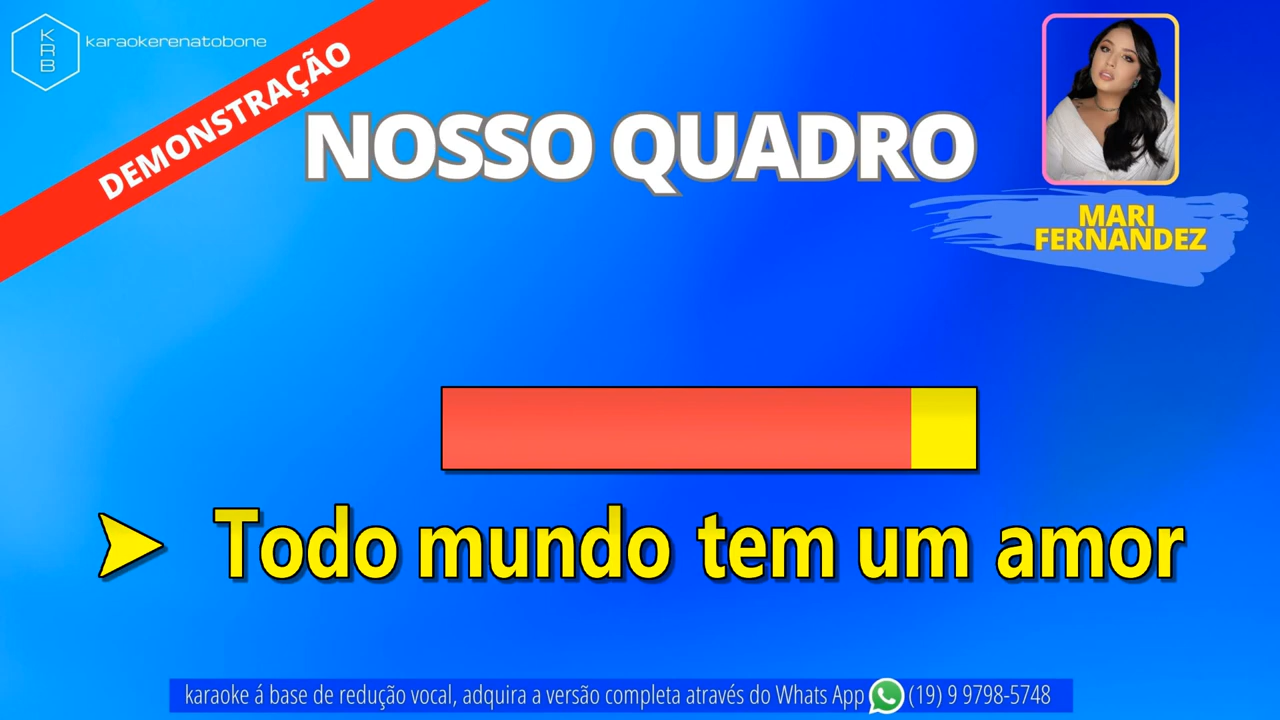 KRB
karaokerenatobone
DEMONSTRAÇÃO
NOSSO QUADRO
MARI
FERNANDEZ
Todo mundo tem um amor
karaoke á base de redução vocal, adquira a versão completa através do Whats App (19) 9 9798-5748